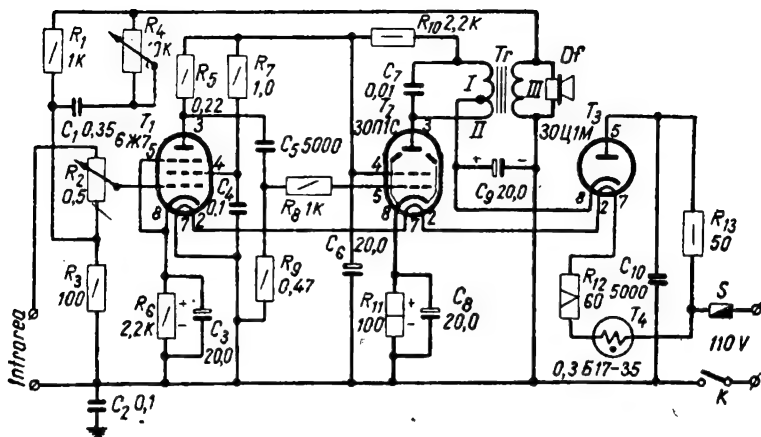 R10 2,2K
R1
1K
R4
10K
R5
0,22
R7
1,0
C7
0,01
Tr
Df
I
II
III
T3
30Ц1М
5
C1 0,35
T1
6Ж7
3
5
4
8
7
2
C4
0,1
C5 5000
T2
30П1С
3
4
5
8
7
2
+ -
C9 20,0
8
2
7
R2
0,5
R8 1K
R3
100
R6
2,2K
+
-
C3
20,0
R9
0,47
C6
20,0
R11
100
+
-
C8
20,0
R12
60
C10
5000
R13
50
T4
0,3 Б17-35
S
110 V
K
Intrarea
C2 0,1